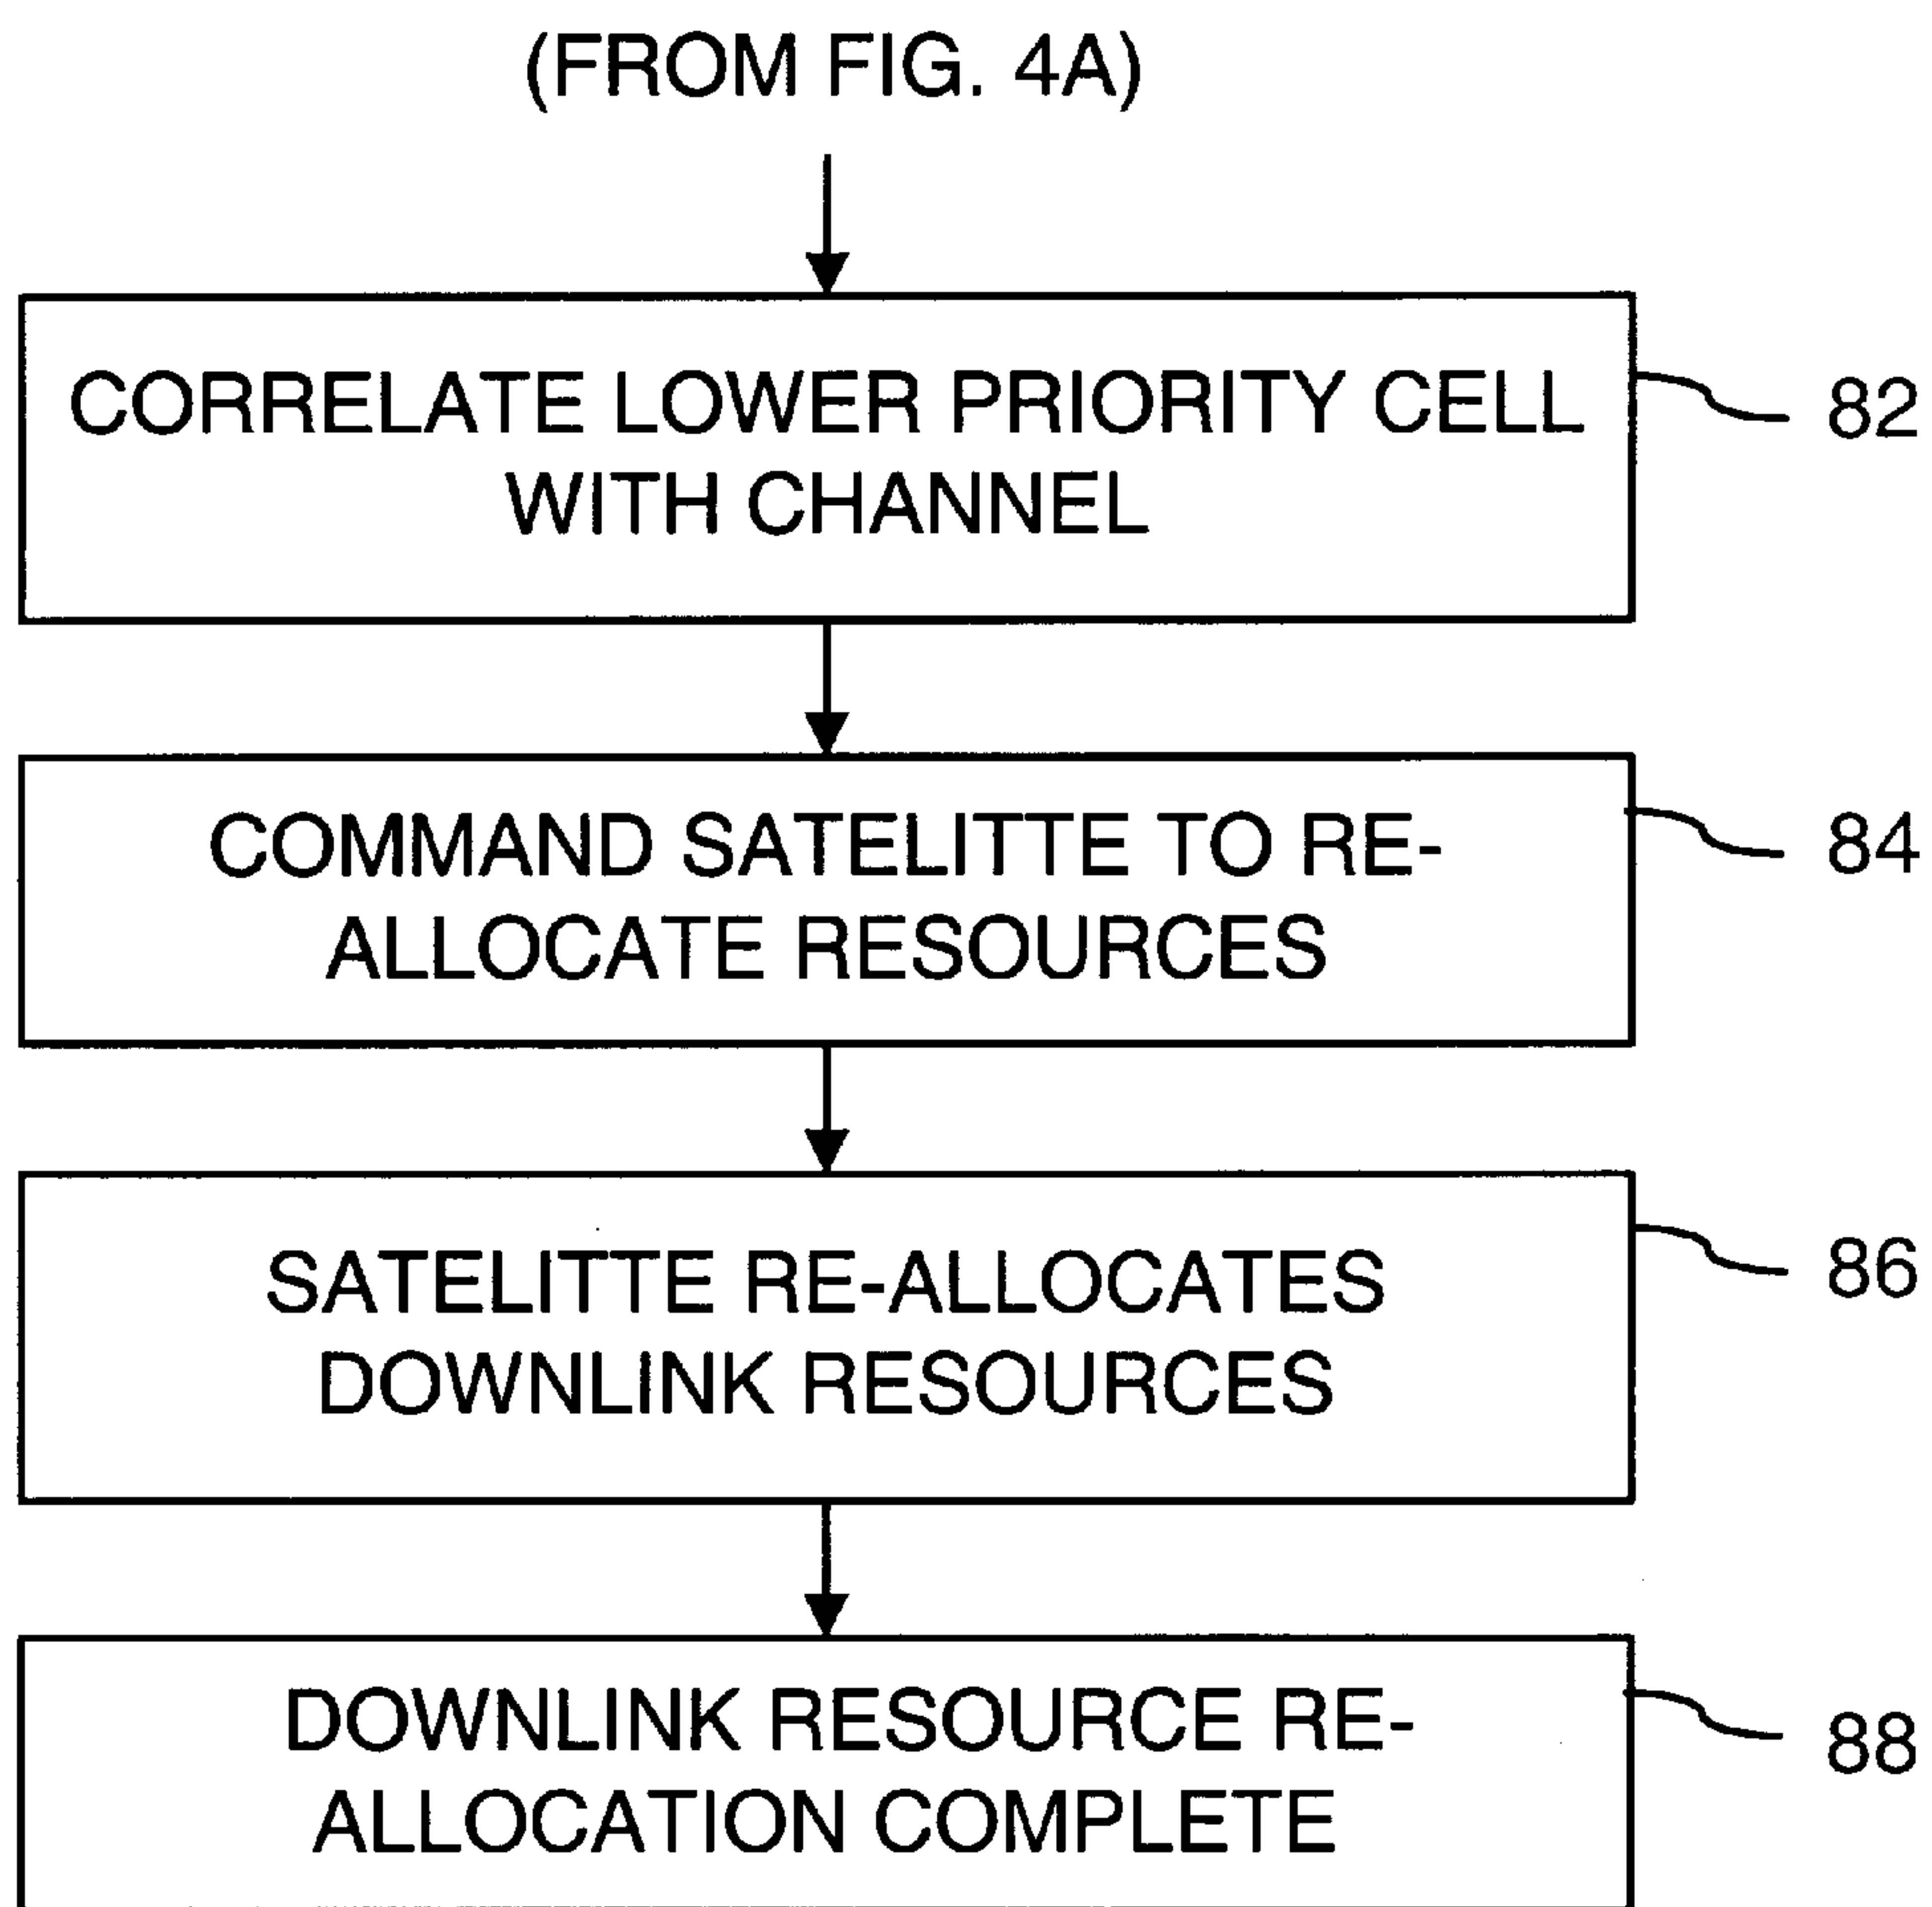 (FROM FIG. 4A)
CORRELATE LOWER PRIORITY CELL
WITH CHANNEL
82
COMMAND SATELITTE TO RE-
ALLOCATE RESOURCES
84
SATELITTE RE-ALLOCATES
DOWNLINK RESOURCES
86
DOWNLINK RESOURCE RE-
ALLOCATION COMPLETE
88